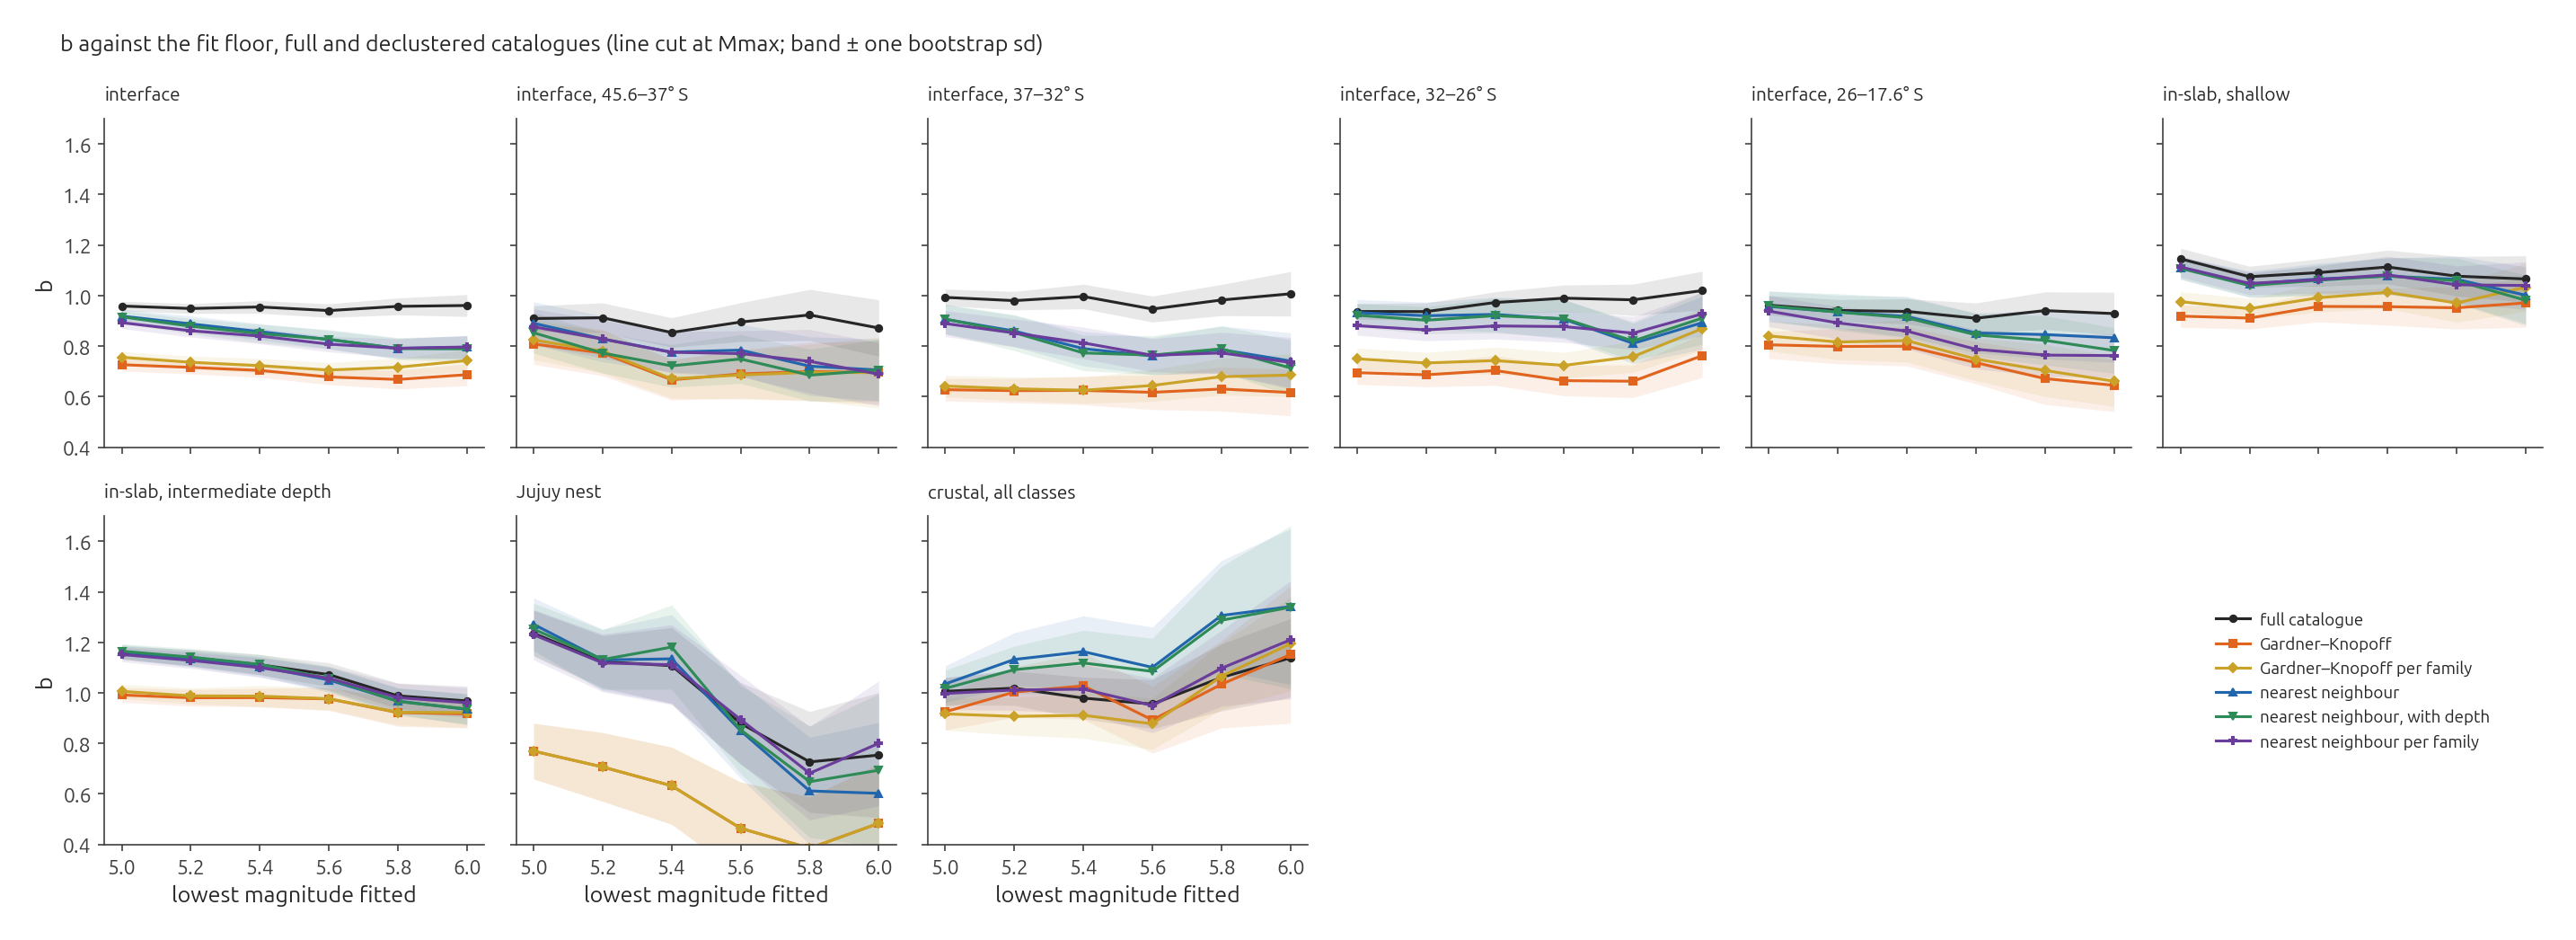 b against the fit floor, full and declustered catalogues (line cut at Mmax; band ± one bootstrap sd)
interface
interface, 45.6–37° S
interface, 37–32° S
interface, 32–26° S
interface, 26–17.6° S
in-slab, shallow
1.6
1.4
1.2
1.0
0.8
0.6
0.4
b
in-slab, intermediate depth
Jujuy nest
crustal, all classes
1.6
1.4
1.2
1.0
0.8
0.6
0.4
b
5.0 5.2 5.4 5.6 5.8 6.0
5.0 5.2 5.4 5.6 5.8 6.0
5.0 5.2 5.4 5.6 5.8 6.0
lowest magnitude fitted
lowest magnitude fitted
lowest magnitude fitted
full catalogue
Gardner–Knopoff
Gardner–Knopoff per family
nearest neighbour
nearest neighbour, with depth
nearest neighbour per family